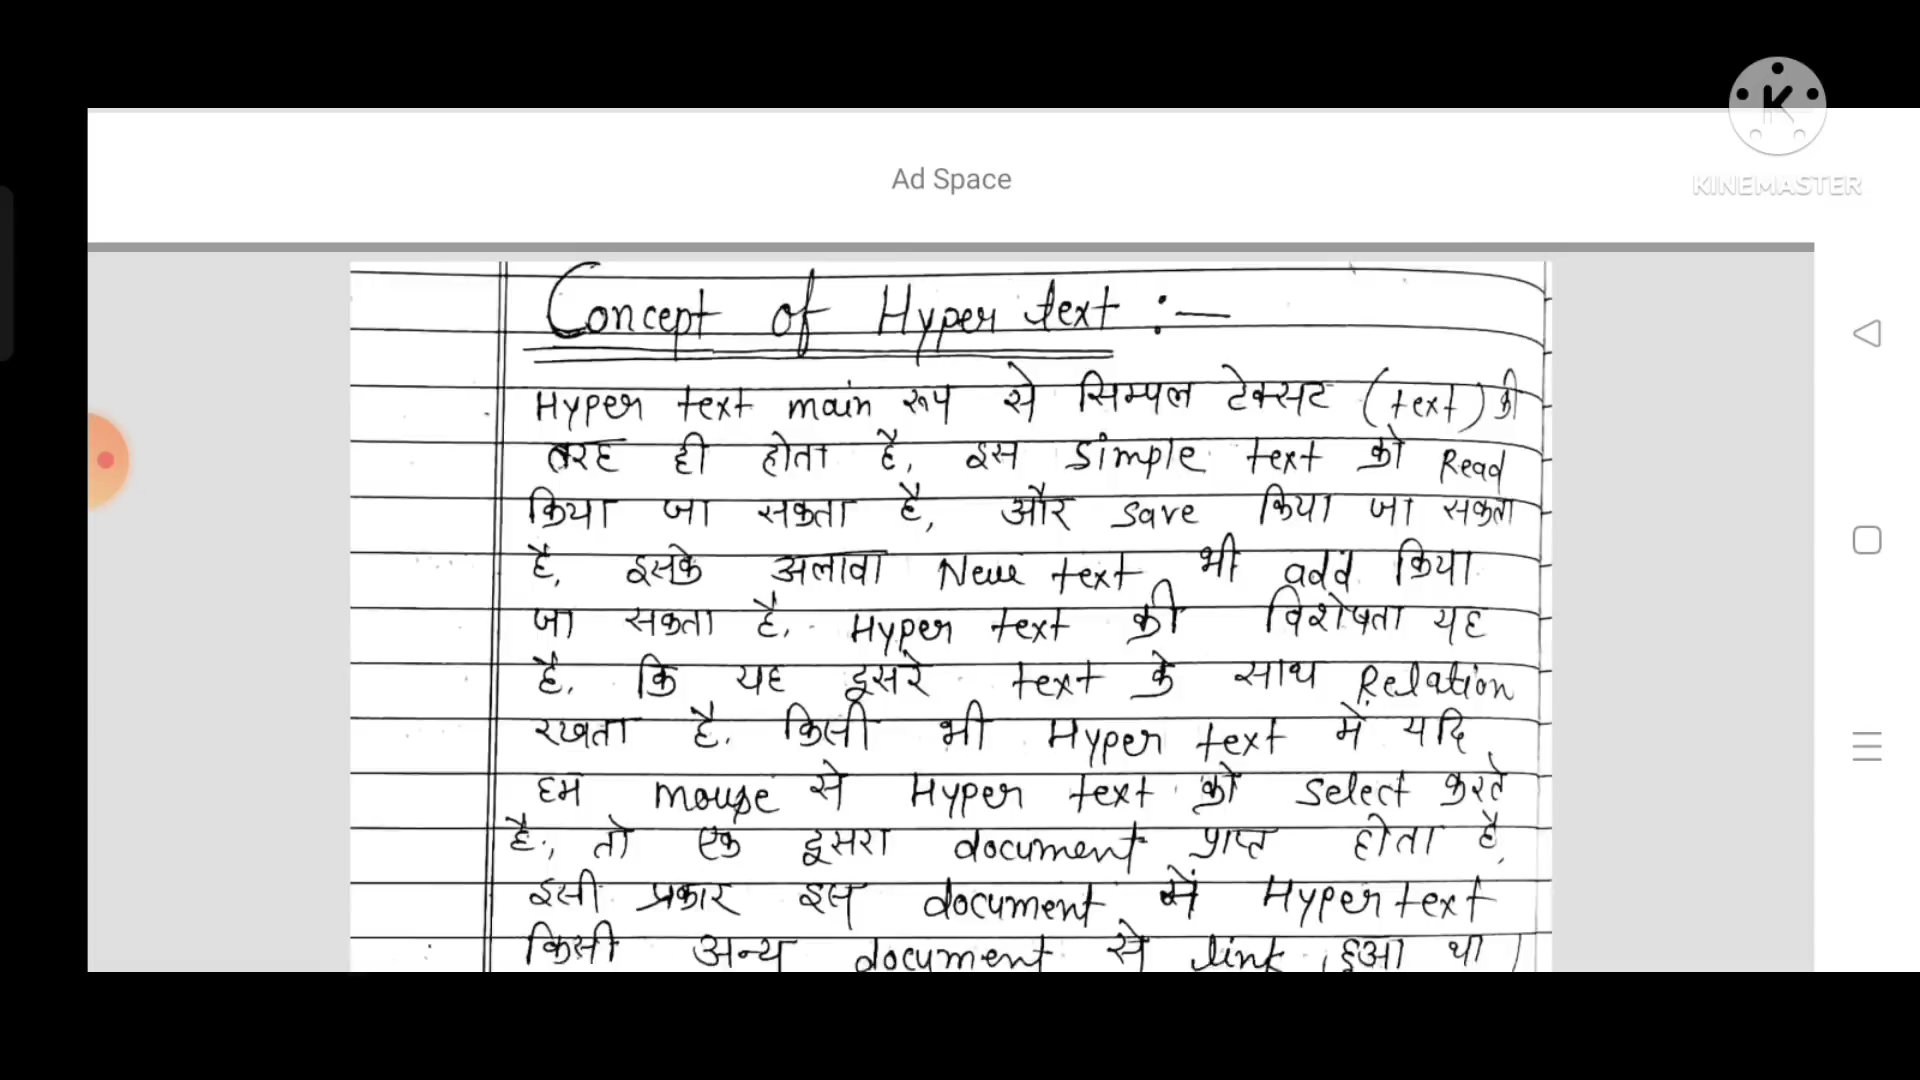 KINEMASTER
Ad Space
Concept of Hyper text :—
Hyper text main रूप से सिम्पल टेक्सट (text) की
तरह ही होता है, इस simple text को Read
किया जा सकता है, और save किया जा सकता
है, इसके अलावा New text भी add किया
जा सकता है, Hyper text की विशेषता यह
है, कि यह दूसरे text के साथ Relation
रखता है. किसी भी Hyper text में यदि
हम mouse से Hyper text को select करते
है, तो एक दूसरा document प्राप्त होता है,
इसी प्रकार इस document में Hyper text
किसी अन्य document से link हुआ था